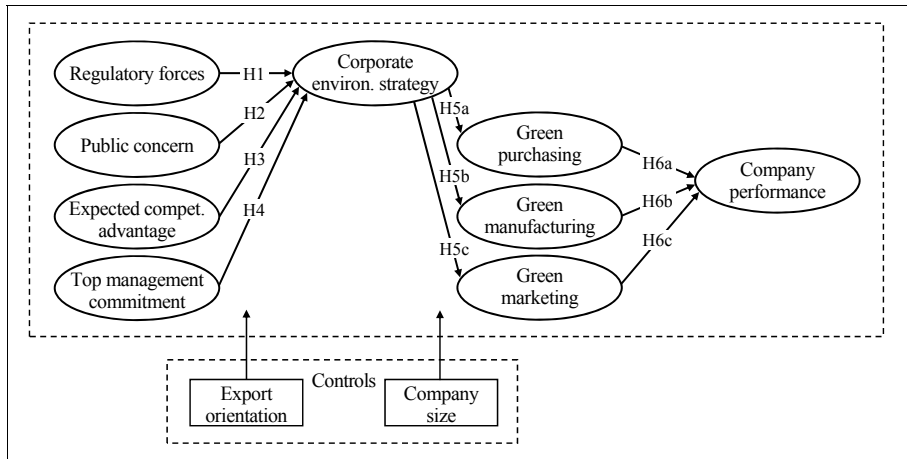 Regulatory forces
H1
Corporate
environ. strategy
H2
Public concern
H3
Expected compet.
advantage
H4
Top management
commitment
H5a
H5b
H5c
Green
purchasing
Green
manufacturing
Green
marketing
H6a
H6b
H6c
Company
performance
Controls
Export
orientation
Company
size